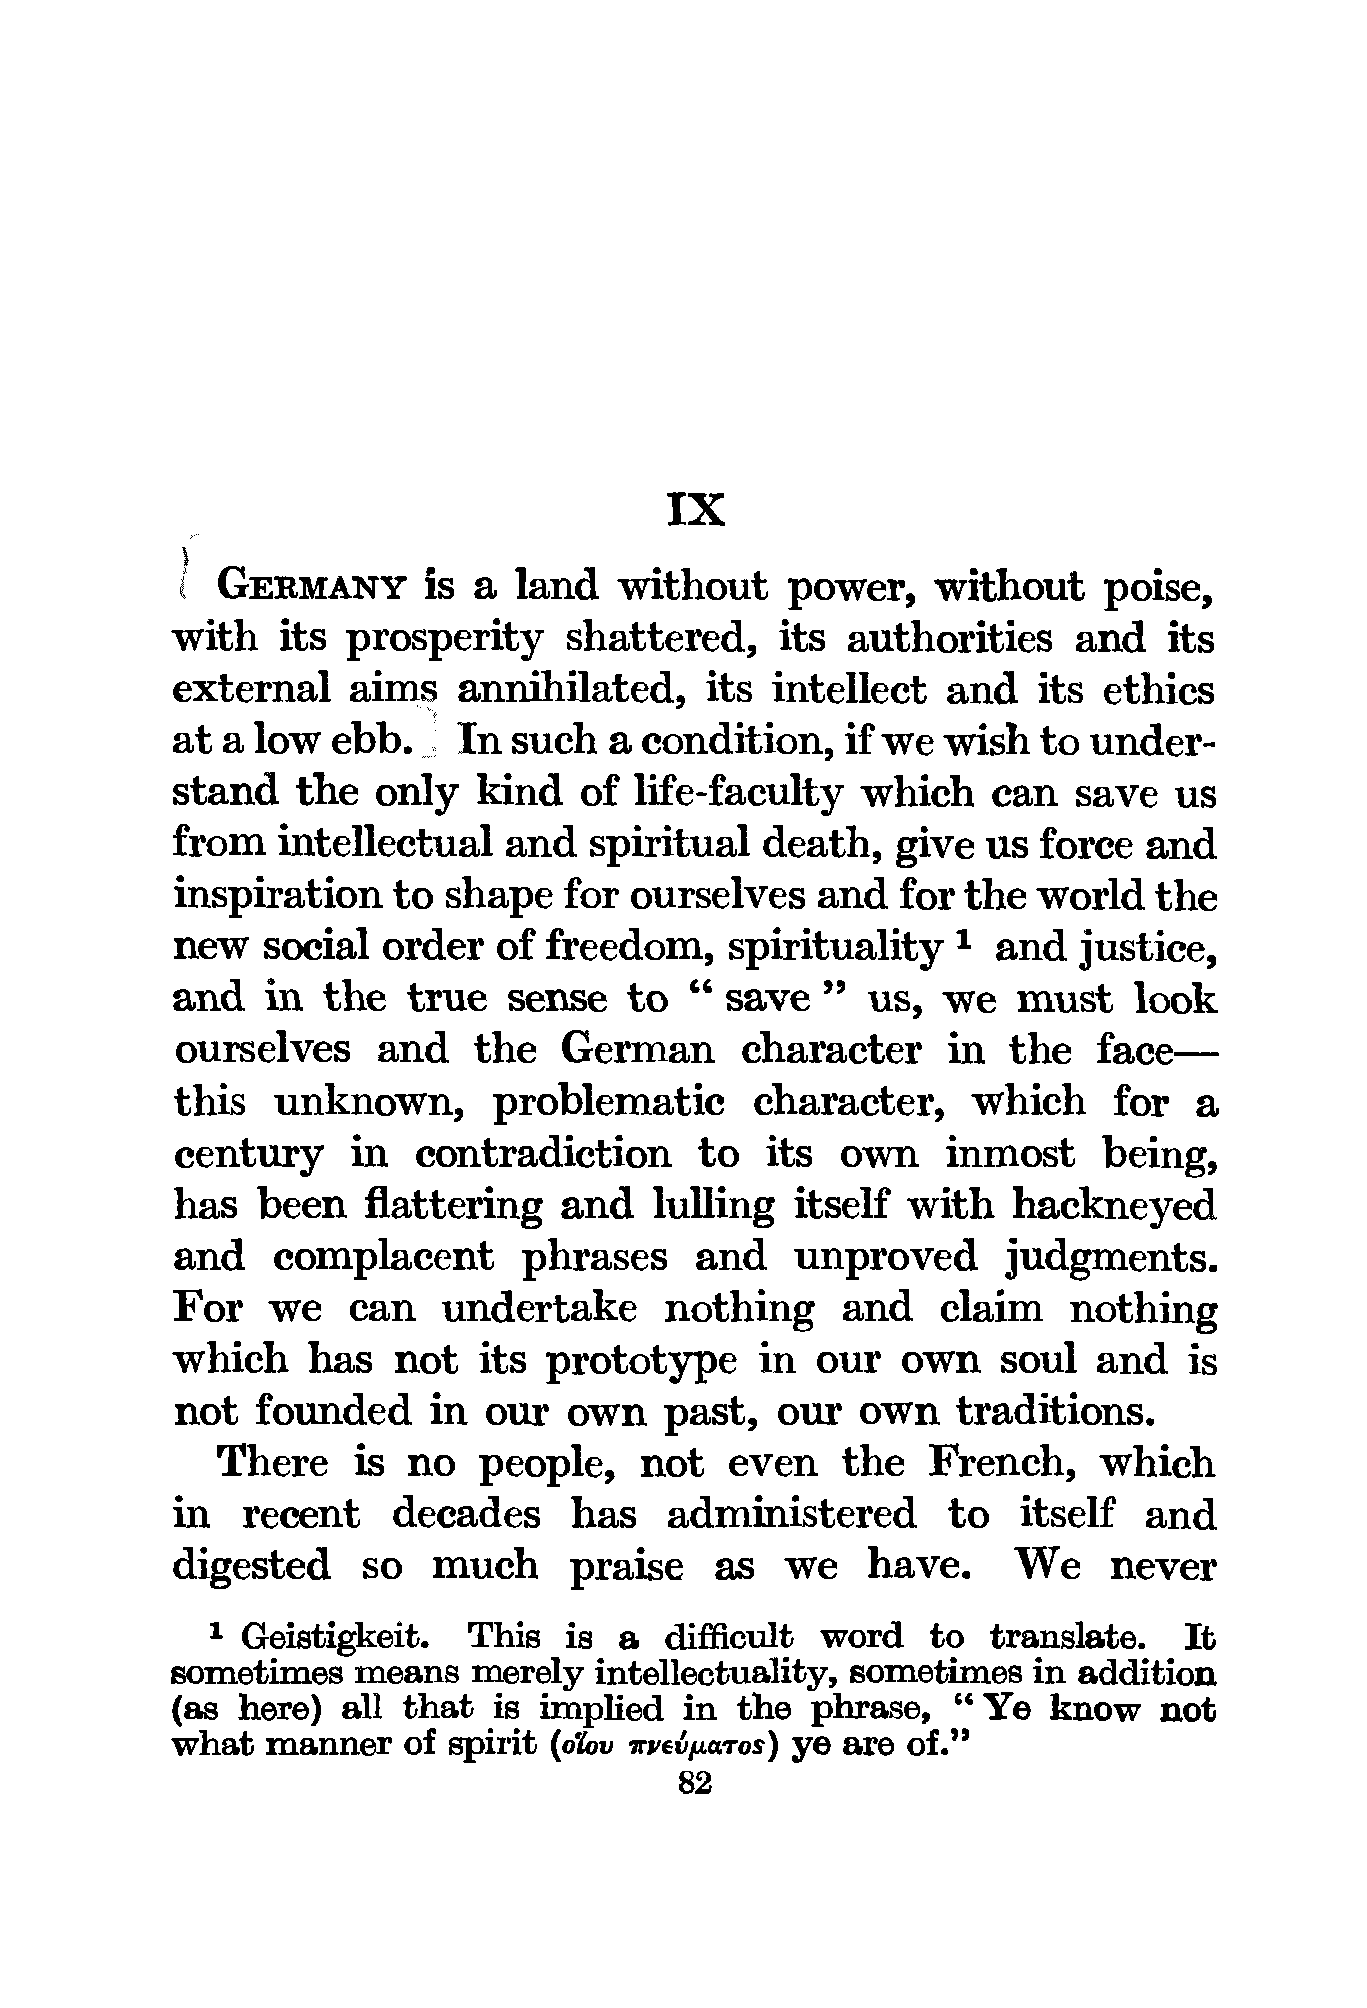 IX
GERMANY is a land without power, without poise,
with its prosperity shattered, its authorities and its
external aims annihilated, its intellect and its ethics
at a low ebb. In such a condition, if we wish to under-
stand the only kind of life-faculty which can save us
from intellectual and spiritual death, give us force and
inspiration to shape for ourselves and for the world the
new social order of freedom, spirituality ¹ and justice,
and in the true sense to “ save ” us, we must look
ourselves and the German character in the face—
this unknown, problematic character, which for a
century in contradiction to its own inmost being,
has been flattering and lulling itself with hackneyed
and complacent phrases and unproved judgments.
For we can undertake nothing and claim nothing
which has not its prototype in our own soul and is
not founded in our own past, our own traditions.
There is no people, not even the French, which
in recent decades has administered to itself and
digested so much praise as we have. We never
¹ Geistigkeit. This is a difficult word to translate. It
sometimes means merely intellectuality, sometimes in addition
(as here) all that is implied in the phrase, “ Ye know not
what manner of spirit (οἵου πνεύματος) ye are of.”
82